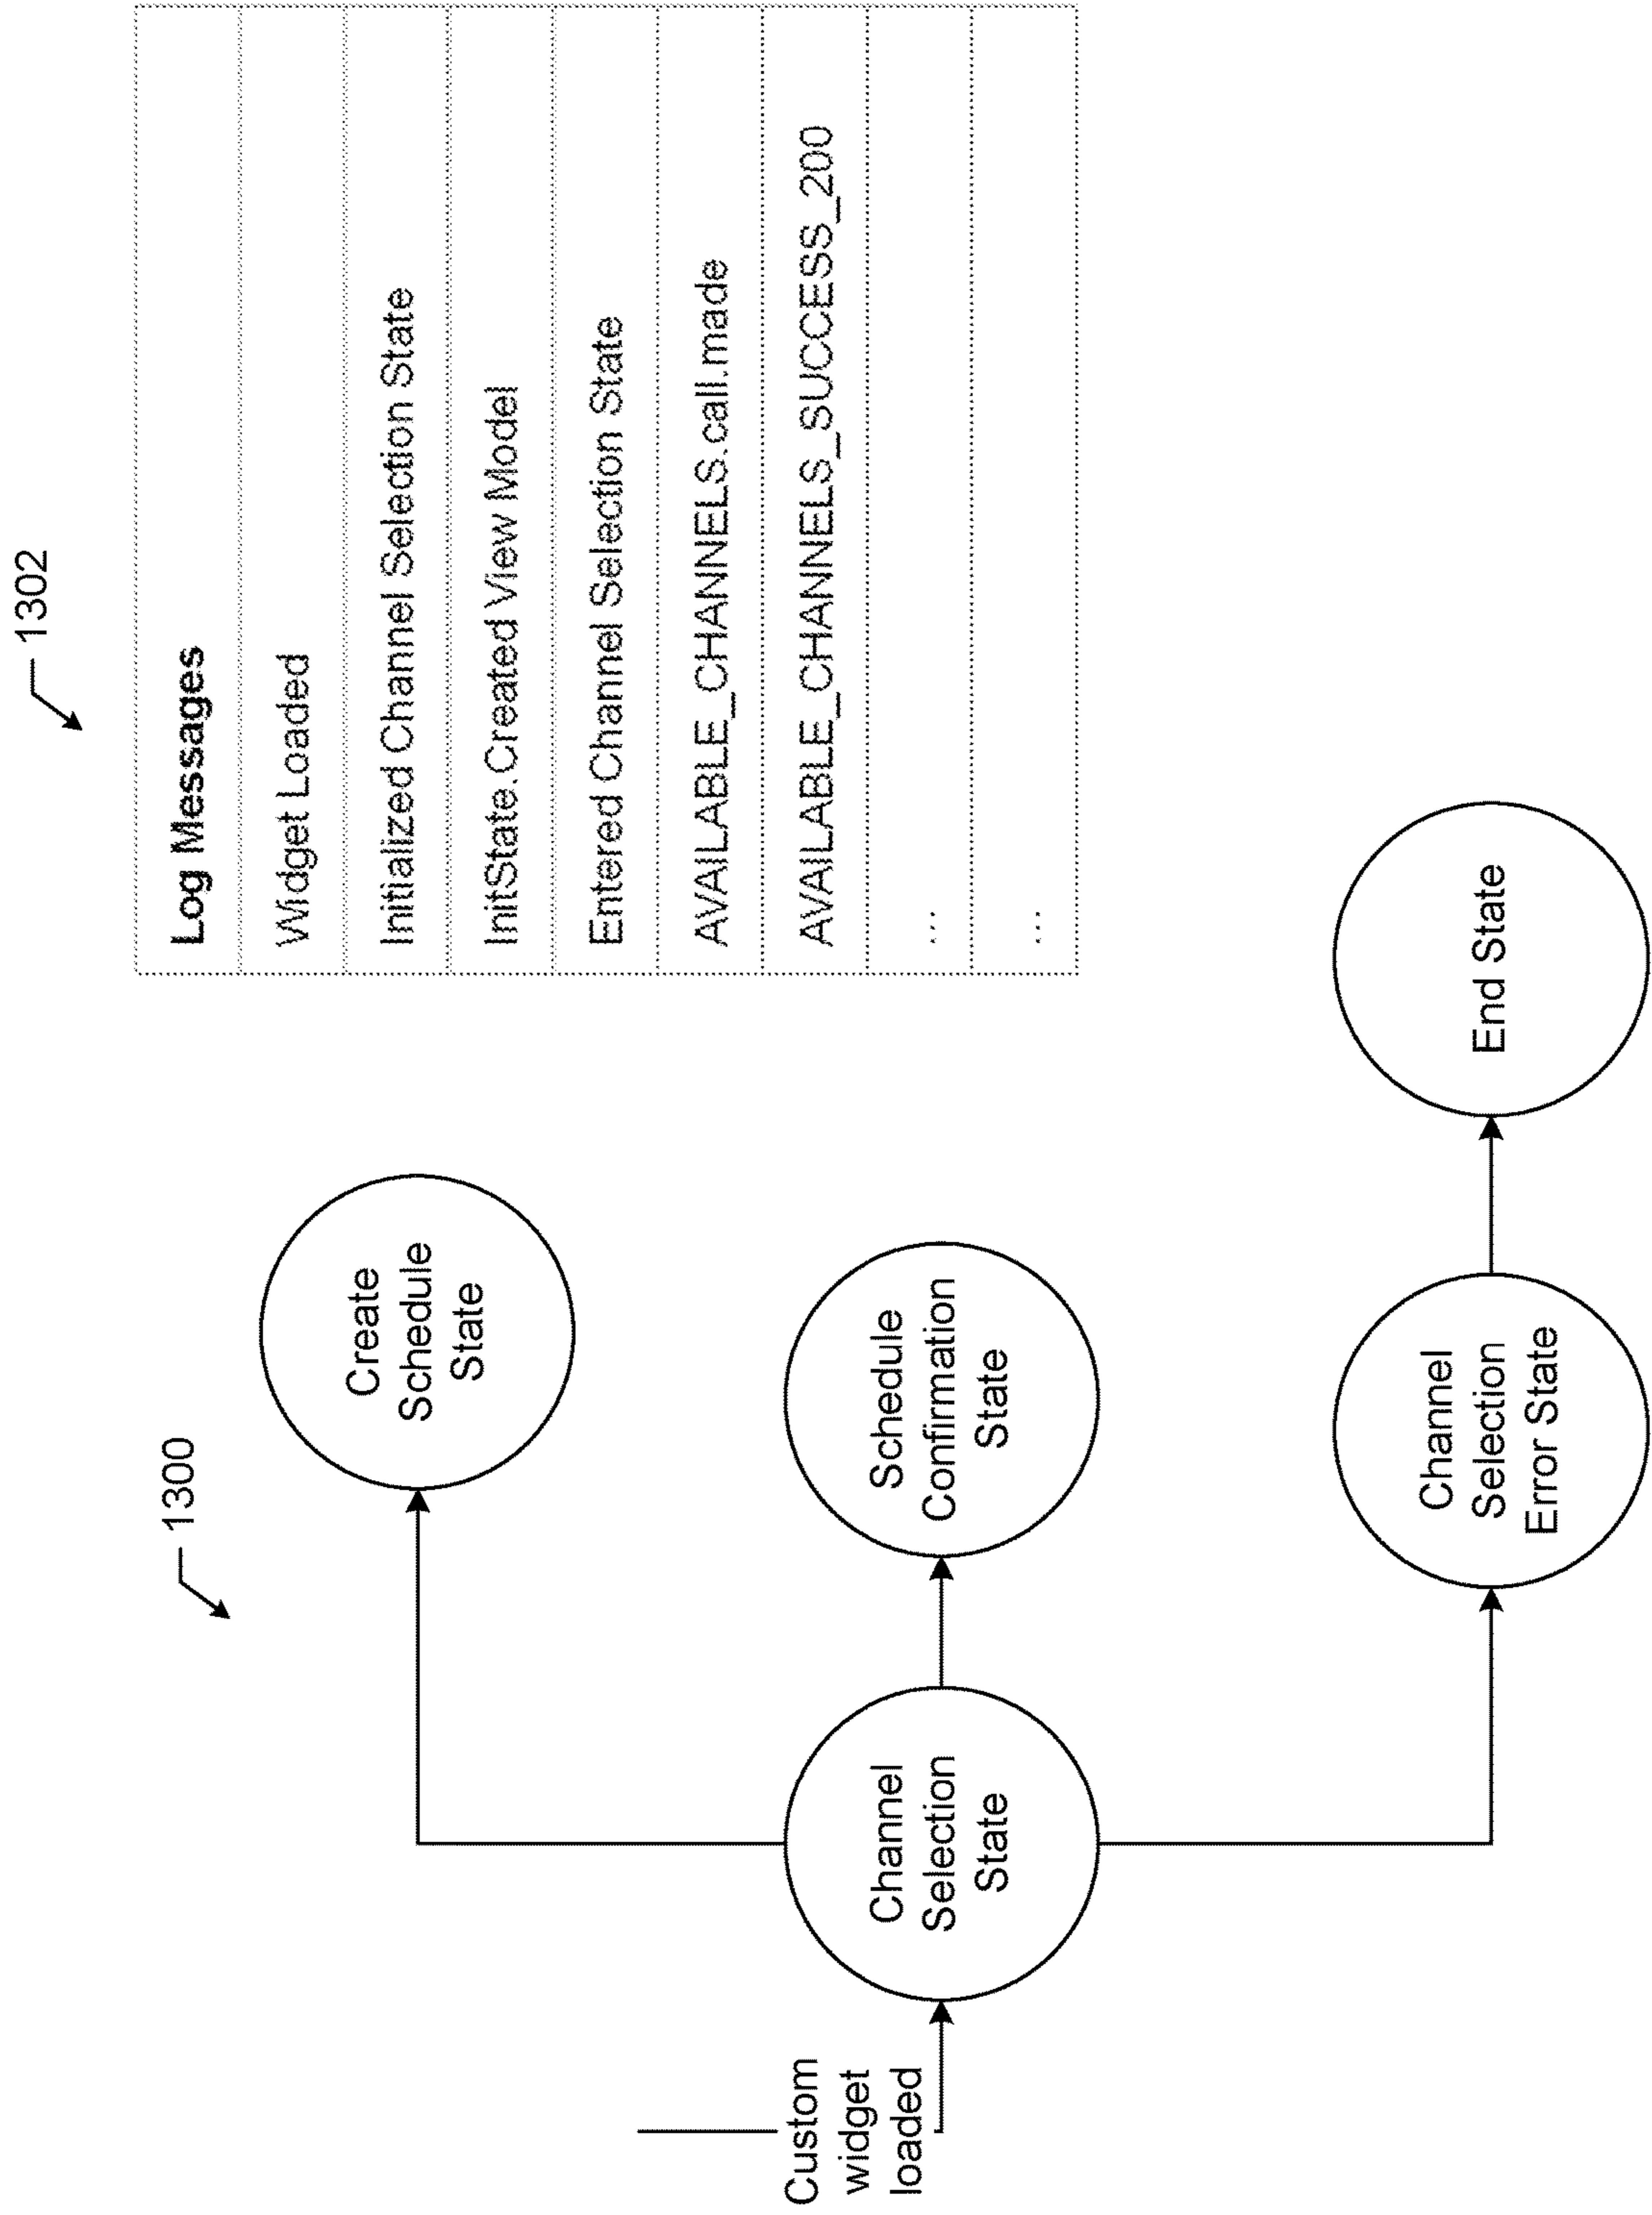 1300
Custom
widget
loaded
Channel
Selection
State
Create
Schedule
State
Schedule
Confirmation
State
Channel
Selection
Error State
End State
1302
Log Messages
Widget Loaded
Initialized Channel Selection State
InitState.Created View Model
Entered Channel Selection State
AVAILABLE_CHANNELS.call.made
AVAILABLE_CHANNELS_SUCCESS_200
...
...